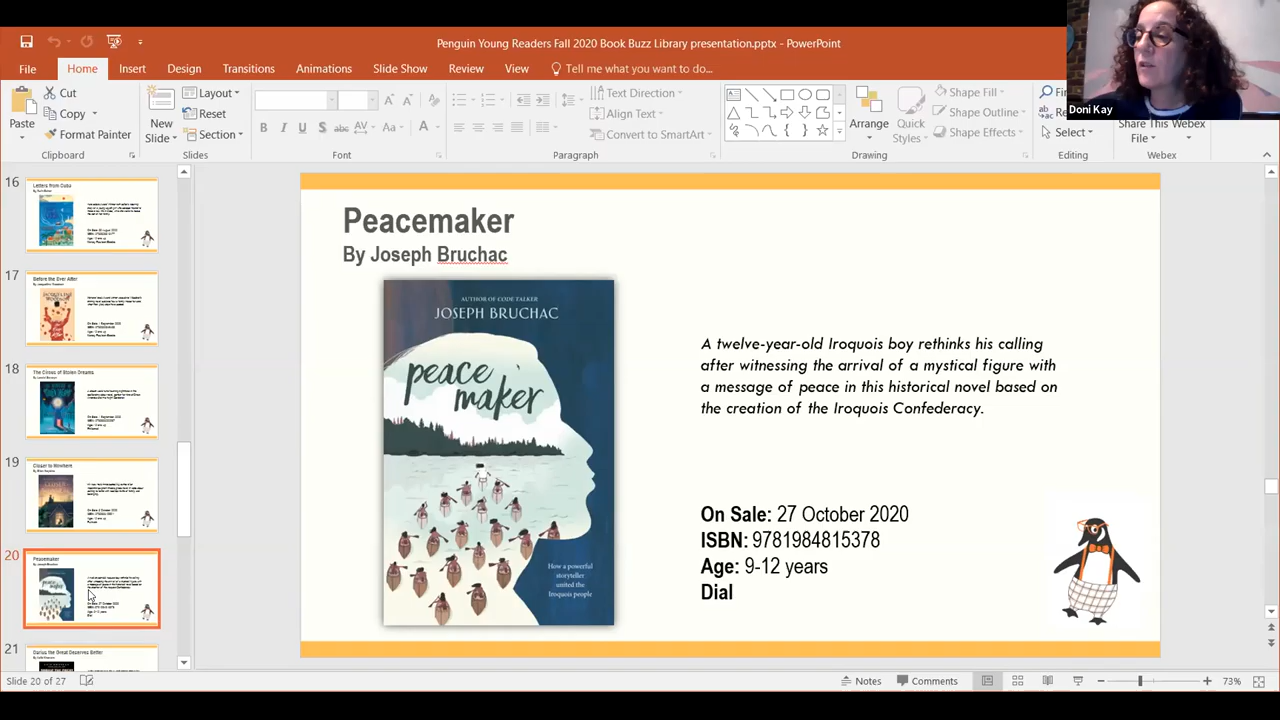 Penguin Young Readers Fall 2020 Book Buzz Library presentation.pptx - PowerPoint
File Home Insert Design Transitions Animations Slide Show Review View Tell me what you want to do...
Doni Kay
Paste
Cut
Copy
Format Painter
Clipboard
New Slide
Layout
Reset
Section
Slides
B I U S abc AV Aa A
Font
Text Direction
Align Text
Convert to SmartArt
Paragraph
Arrange
Quick Styles
Shape Fill
Shape Outline
Shape Effects
Drawing
Select
Editing
Share This
File
Webex
Webex
16
Letters from Cuba
17
Before the Ever After
18
The Circus of Stolen Dreams
19
Closer to Nowhere
20
Peacemaker
21
Darius the Great Deserves Better
Peacemaker
By Joseph Bruchac
AUTHOR OF CODE TALKER
JOSEPH BRUCHAC
peace
maker
How a powerful
storyteller
united the
Iroquois people
A twelve-year-old Iroquois boy rethinks his calling
after witnessing the arrival of a mystical figure with
a message of peace in this historical novel based on
the creation of the Iroquois Confederacy.
On Sale: 27 October 2020
ISBN: 9781984815378
Age: 9-12 years
Dial
Slide 20 of 27
Notes
Comments
73%